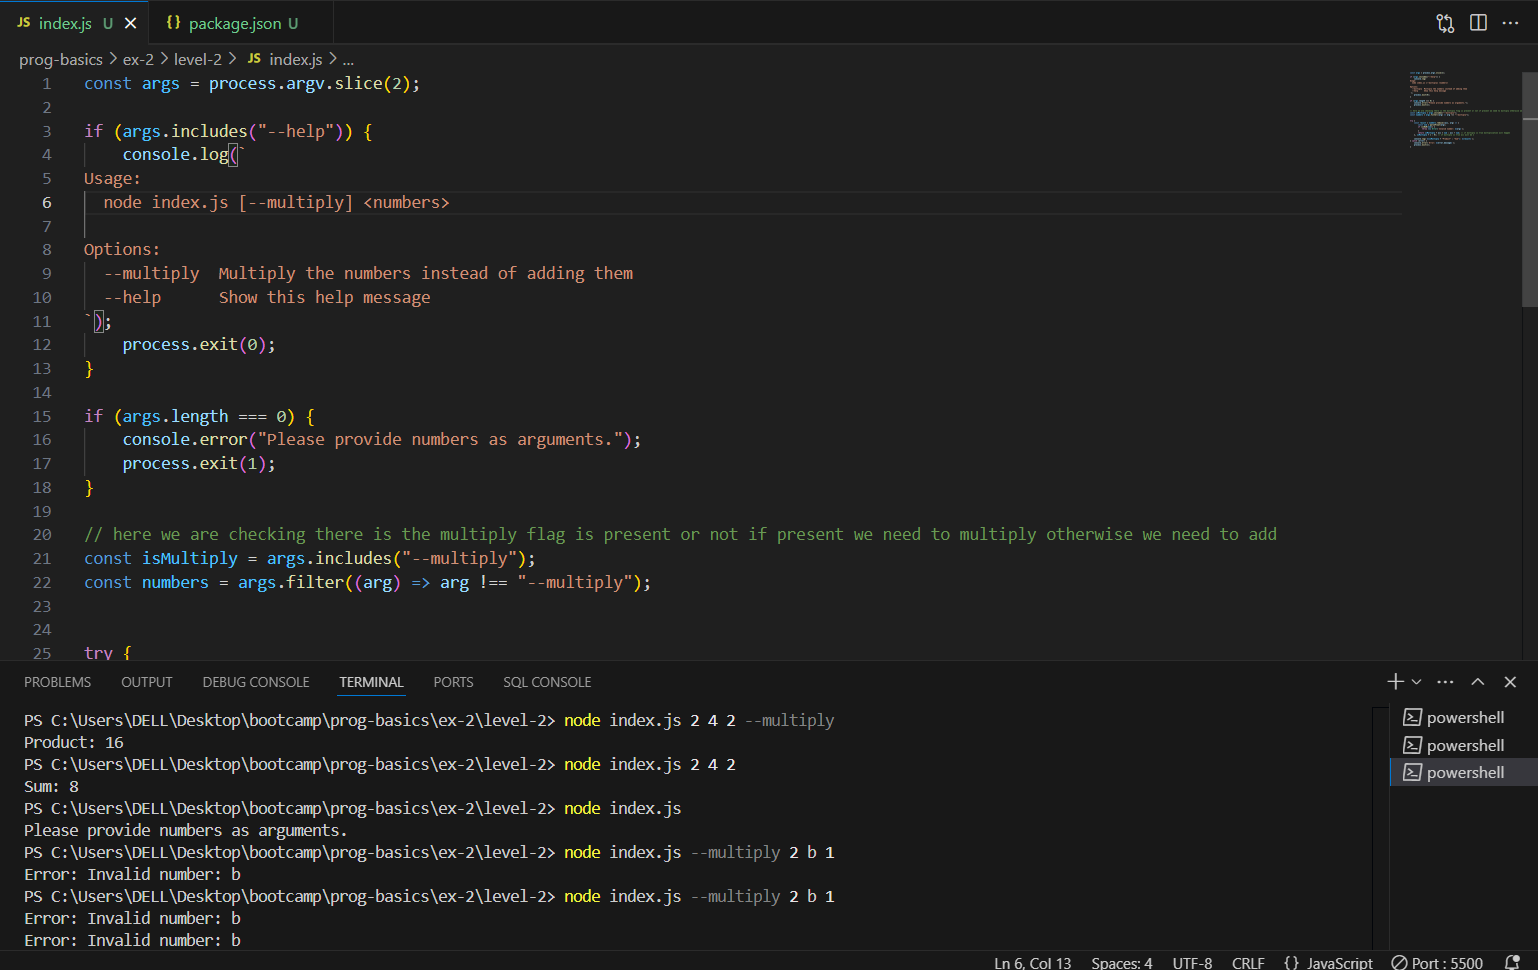 JS index.js U
{} package.json U
prog-basics > ex-2 > level-2 > JS index.js > ...
1 const args = process.argv.slice(2);
2
3 if (args.includes("--help")) {
4     console.log(`
5 Usage:
6   node index.js [--multiply] <numbers>
7
8 Options:
9   --multiply  Multiply the numbers instead of adding them
10   --help      Show this help message
11 `);
12     process.exit(0);
13 }
14
15 if (args.length === 0) {
16     console.error("Please provide numbers as arguments.");
17     process.exit(1);
18 }
19
20 // here we are checking there is the multiply flag is present or not if present we need to multiply otherwise we need to add
21 const isMultiply = args.includes("--multiply");
22 const numbers = args.filter((arg) => arg !== "--multiply");
23
24
25 try {
PROBLEMS OUTPUT DEBUG CONSOLE TERMINAL PORTS SQL CONSOLE
PS C:\Users\DELL\Desktop\bootcamp\prog-basics\ex-2\level-2> node index.js 2 4 2 --multiply
Product: 16
PS C:\Users\DELL\Desktop\bootcamp\prog-basics\ex-2\level-2> node index.js 2 4 2
Sum: 8
PS C:\Users\DELL\Desktop\bootcamp\prog-basics\ex-2\level-2> node index.js
Please provide numbers as arguments.
PS C:\Users\DELL\Desktop\bootcamp\prog-basics\ex-2\level-2> node index.js --multiply 2 b 1
Error: Invalid number: b
PS C:\Users\DELL\Desktop\bootcamp\prog-basics\ex-2\level-2> node index.js --multiply 2 b 1
Error: Invalid number: b
Error: Invalid number: b
powershell
powershell
powershell
Ln 6, Col 13 Spaces: 4 UTF-8 CRLF {} JavaScript Port : 5500